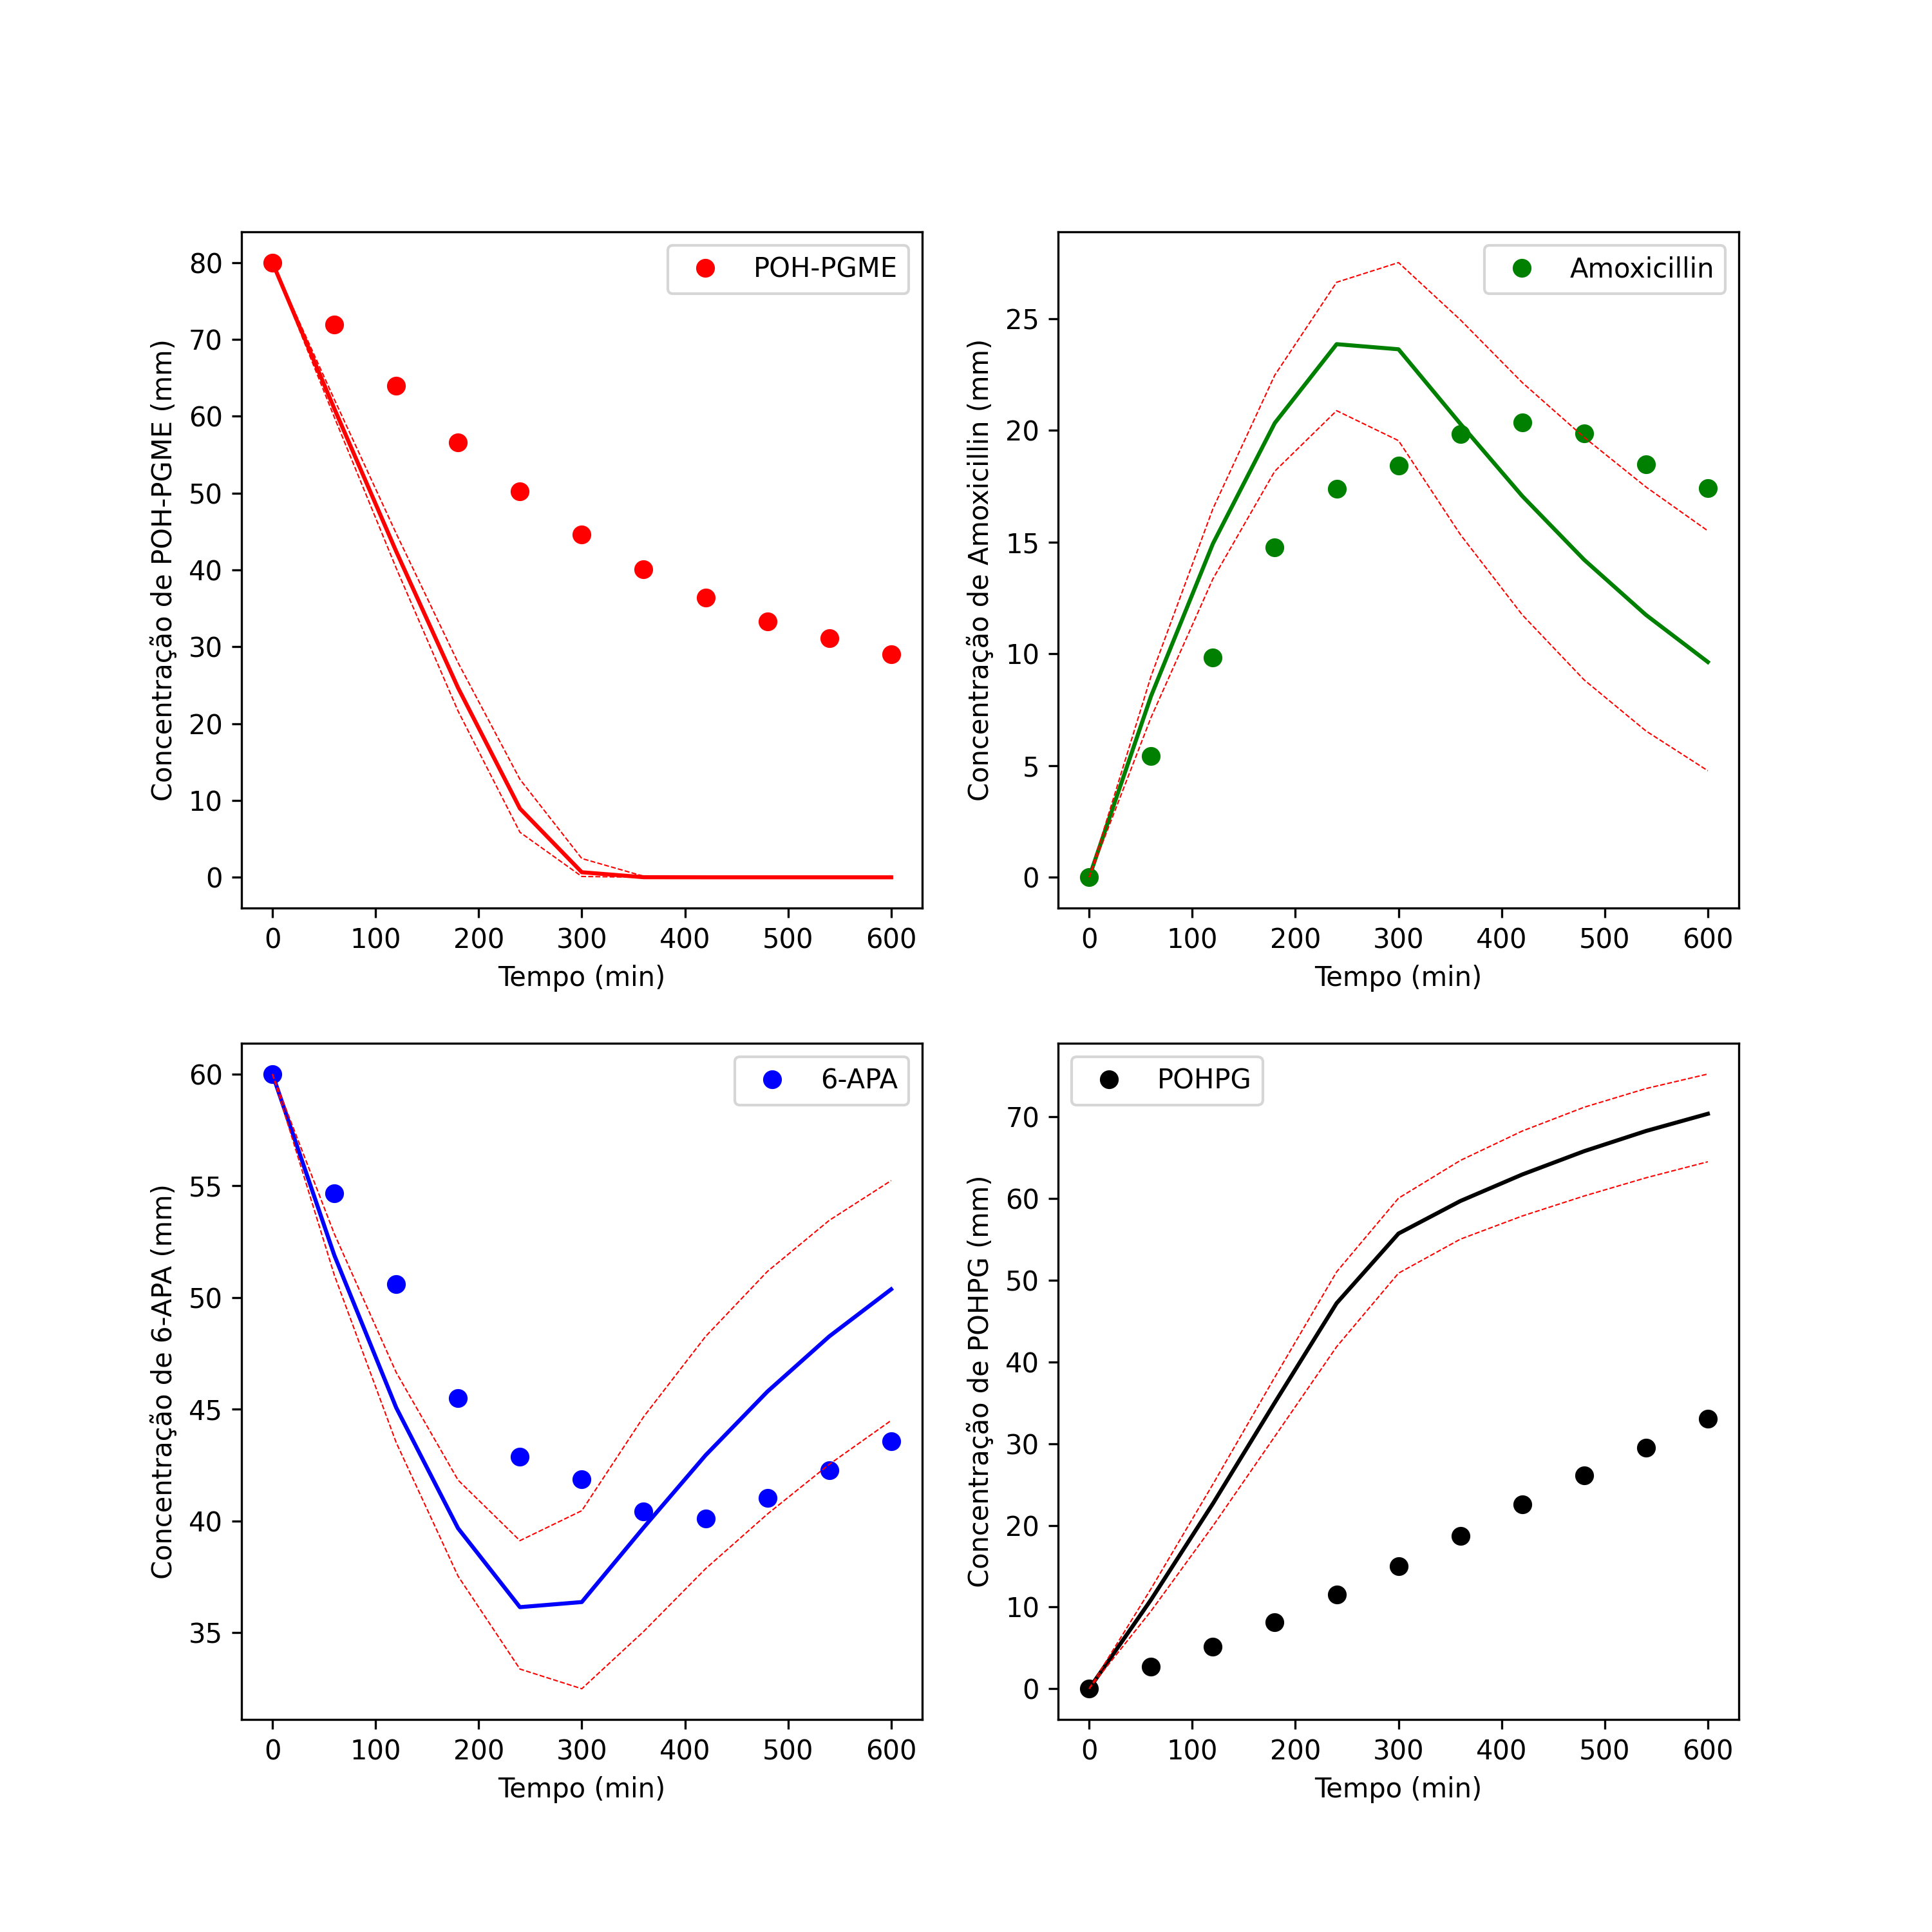 POH-PGME
Concentração de POH-PGME (mm)
80
70
60
50
40
30
20
10
0
0 100 200 300 400 500 600
Tempo (min)
Amoxicillin
Concentração de Amoxicillin (mm)
25
20
15
10
5
0
0 100 200 300 400 500 600
Tempo (min)
6-APA
Concentração de 6-APA (mm)
60
55
50
45
40
35
0 100 200 300 400 500 600
Tempo (min)
POHPG
Concentração de POHPG (mm)
70
60
50
40
30
20
10
0
0 100 200 300 400 500 600
Tempo (min)